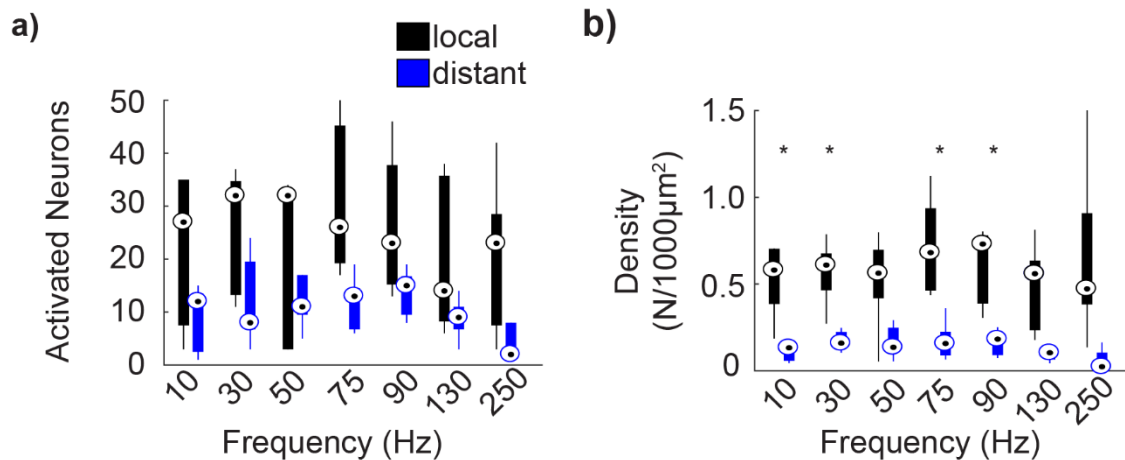 a)
local
distant
Activated Neurons
50
40
30
20
10
0
10 30 50 75 90 130 250
Frequency (Hz)
b)
Density
(N/1000µm²)
1.5
1.0
0.5
0
* * * *
10 30 50 75 90 130 250
Frequency (Hz)